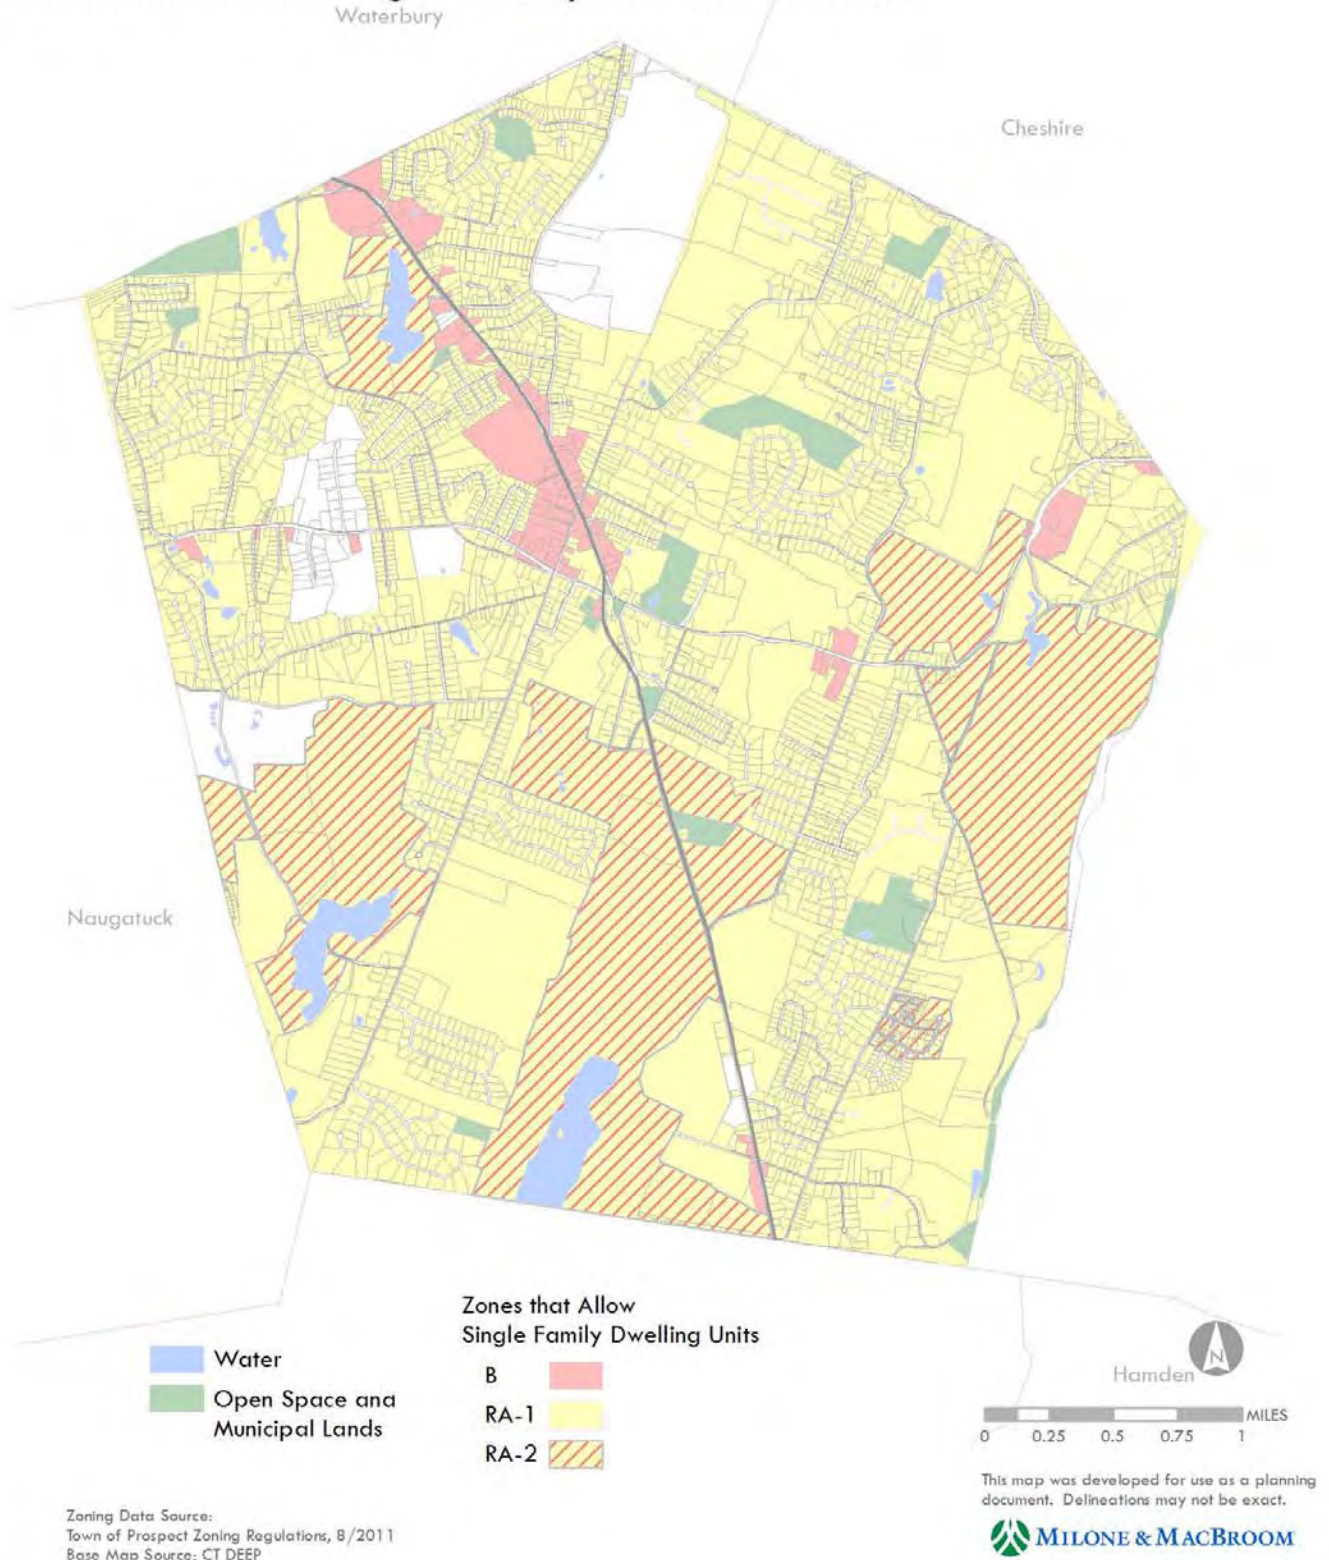 Waterbury
Cheshire
Naugatuck
Zones that Allow
Single Family Dwelling Units
Water
Open Space and
Municipal Lands
B
RA-1
RA-2
N
Hamden
MILES
0 0.25 0.5 0.75 1
This map was developed for use as a planning
document. Delineations may not be exact.
MILONE & MACBROOM
Zoning Data Source:
Town of Prospect Zoning Regulations, 8/2011
Base Map Source: CT DEEP